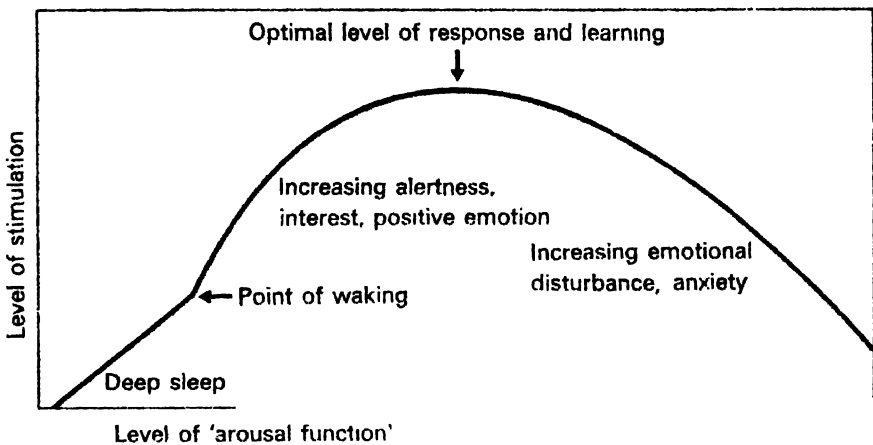 Optimal level of response and learning
Level of stimulation
Increasing alertness,
interest, positive emotion
Increasing emotional
disturbance, anxiety
Point of waking
Deep sleep
Level of 'arousal function'